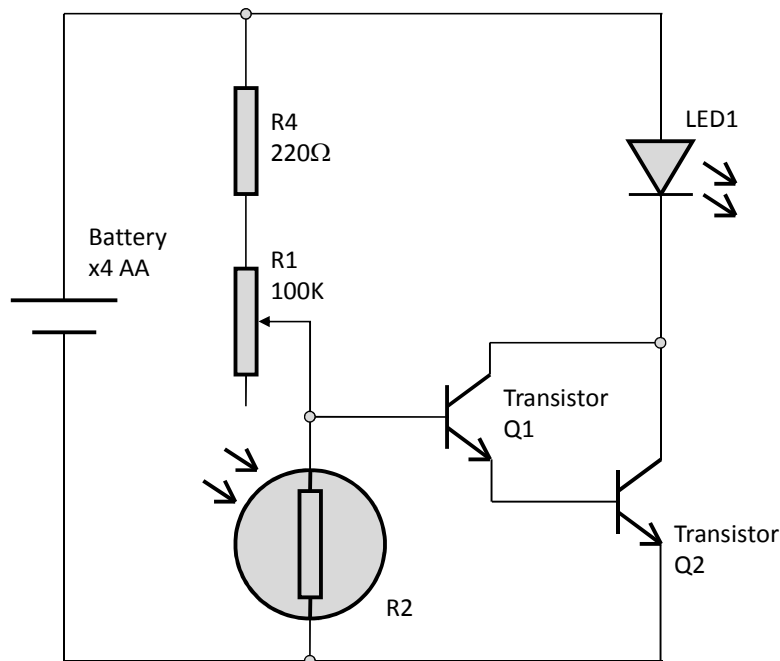 R4
220Ω
LED1
Battery
x4 AA
R1
100K
Transistor
Q1
Transistor
Q2
R2